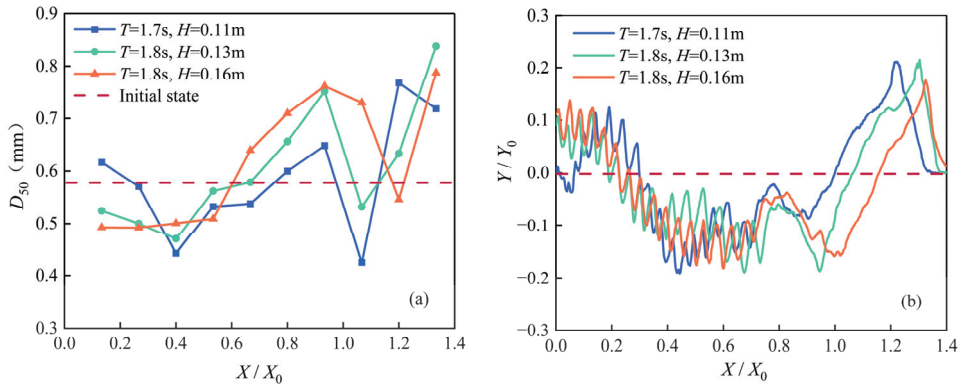 T=1.7s, H=0.11m
T=1.8s, H=0.13m
T=1.8s, H=0.16m
Initial state
0.9
0.8
0.7
0.6
0.5
0.4
0.3
D50 (mm)
(a)
0.0 0.2 0.4 0.6 0.8 1.0 1.2 1.4
X / X0
T=1.7s, H=0.11m
T=1.8s, H=0.13m
T=1.8s, H=0.16m
0.3
0.2
0.1
0.0
−0.1
−0.2
−0.3
Y / Y0
(b)
0.0 0.2 0.4 0.6 0.8 1.0 1.2 1.4
X / X0